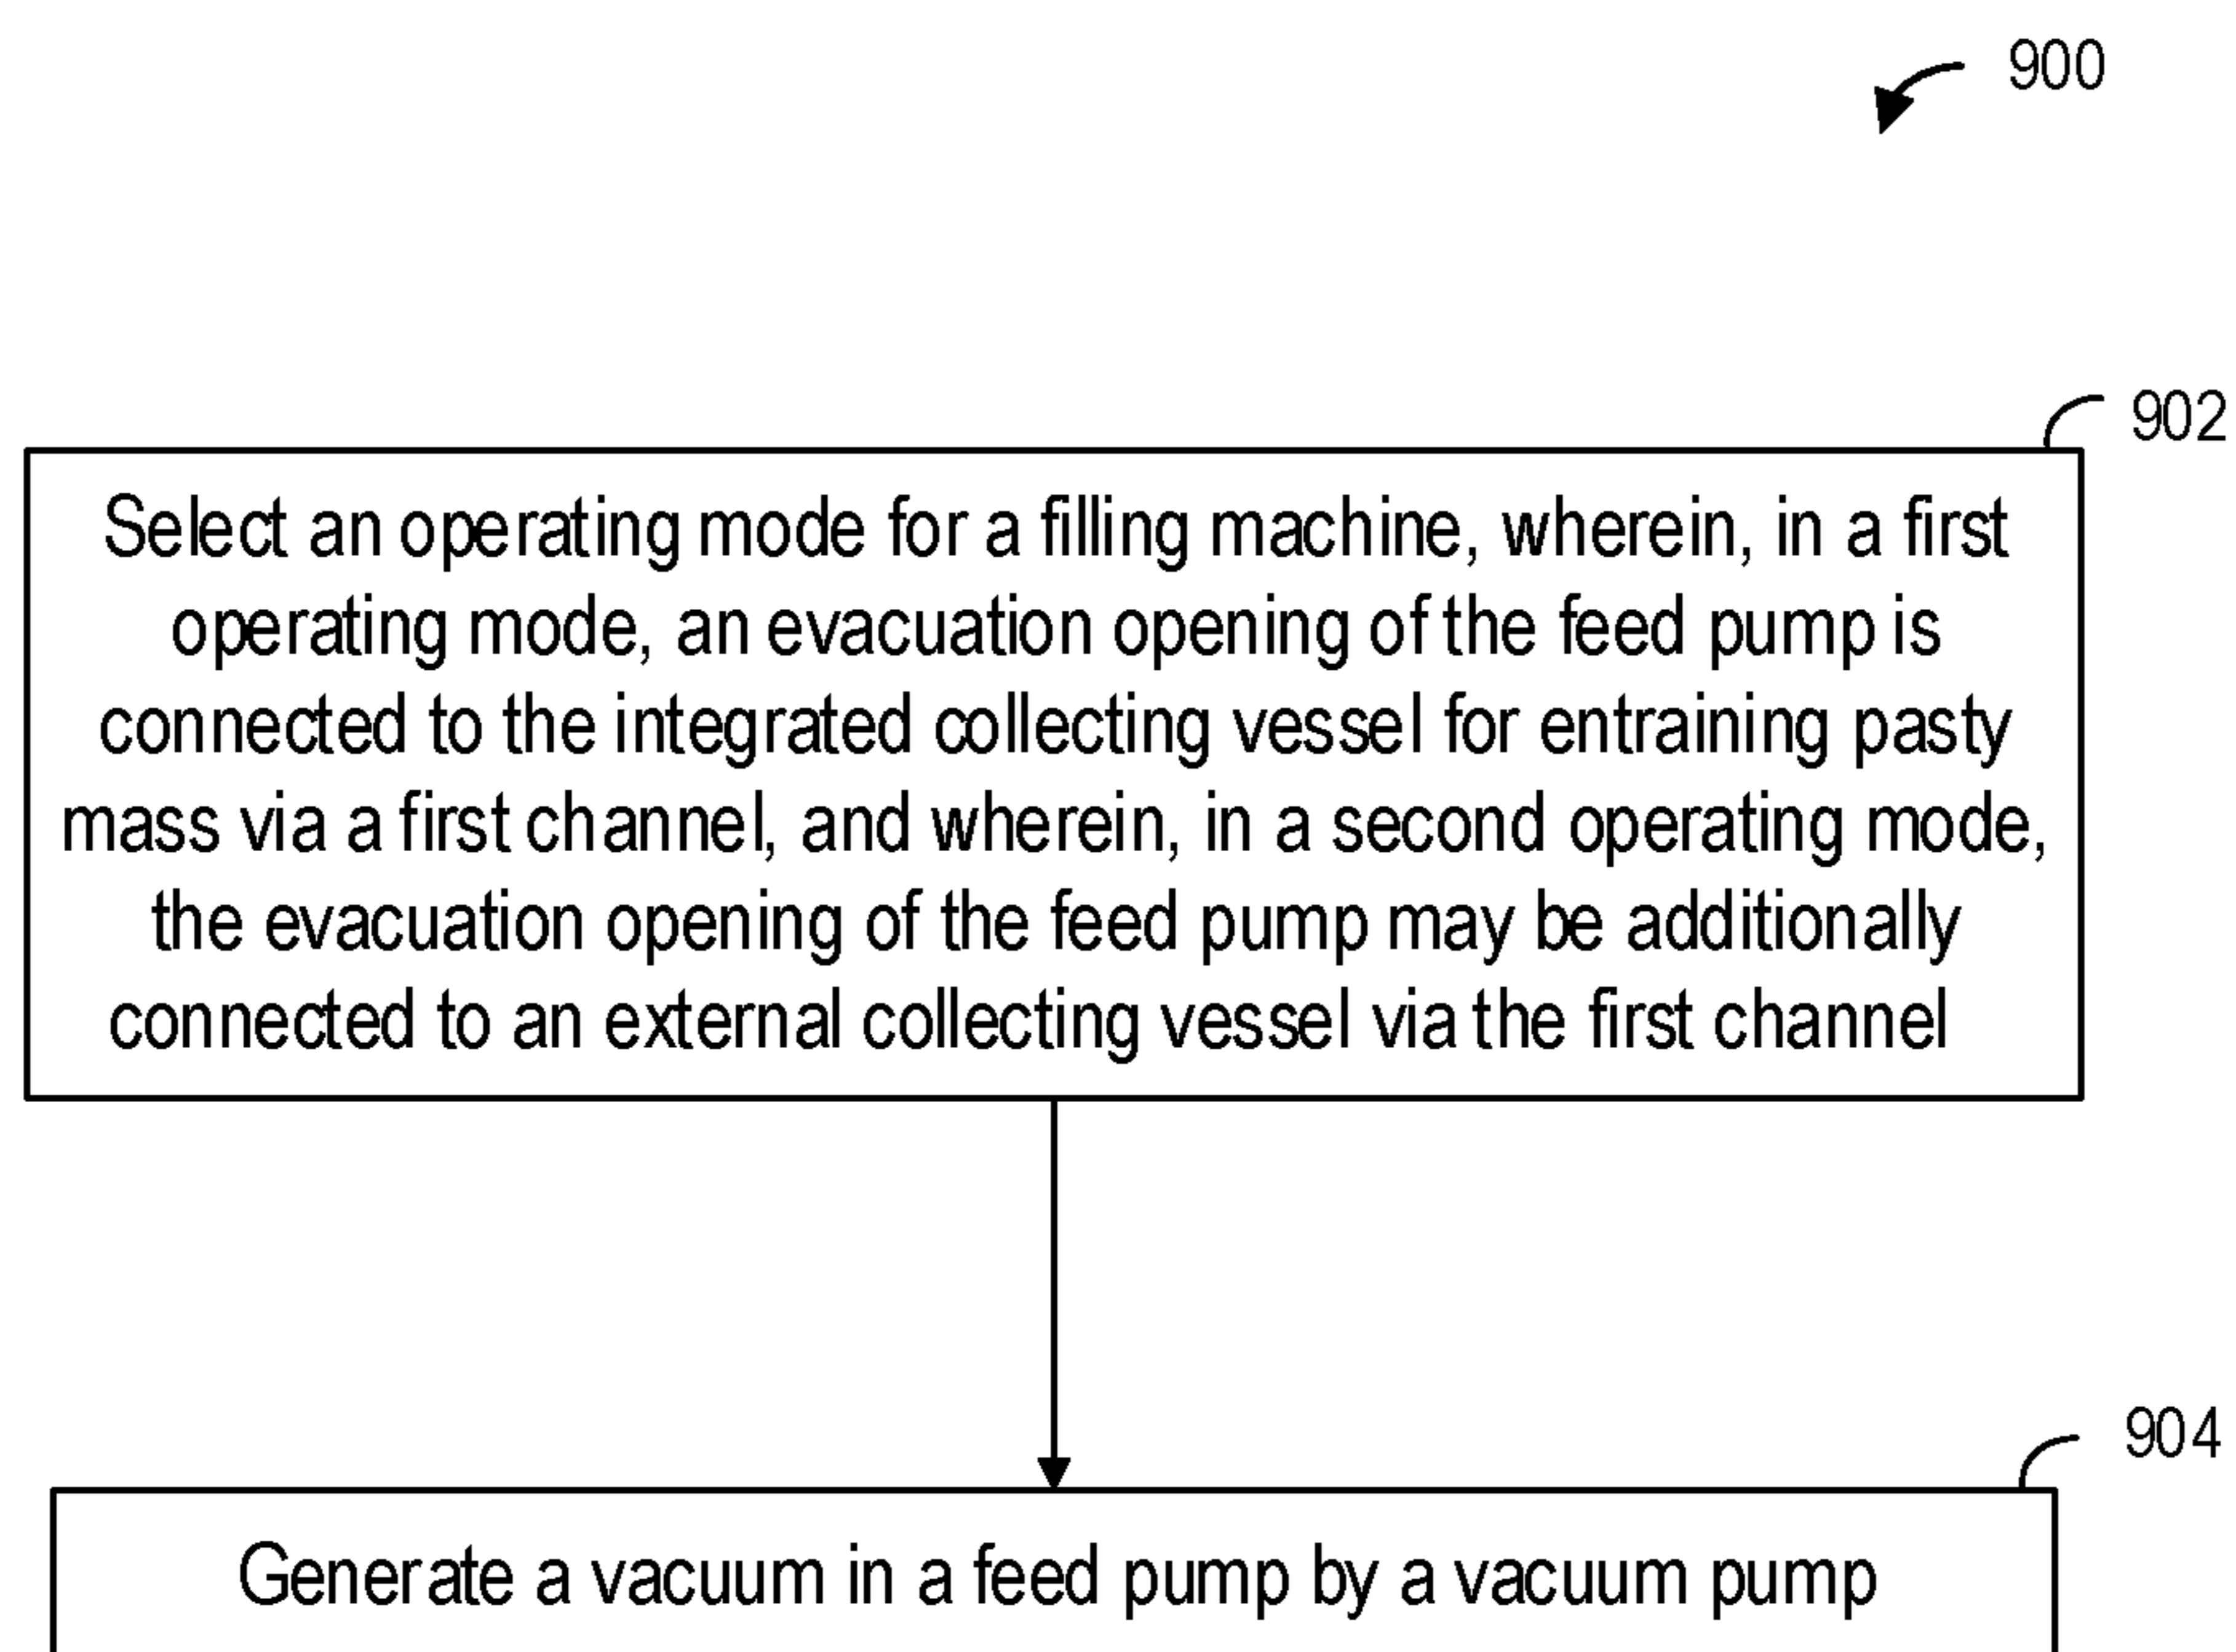 900
902
Select an operating mode for a filling machine, wherein, in a first
operating mode, an evacuation opening of the feed pump is
connected to the integrated collecting vessel for entraining pasty
mass via a first channel, and wherein, in a second operating mode,
the evacuation opening of the feed pump may be additionally
connected to an external collecting vessel via the first channel
904
Generate a vacuum in a feed pump by a vacuum pump